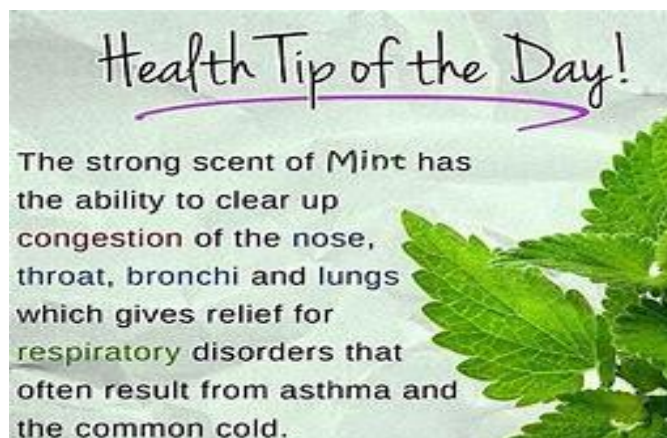 Health Tip of the Day!
The strong scent of Mint has
the ability to clear up
congestion of the nose,
throat, bronchi and lungs
which gives relief for
respiratory disorders that
often result from asthma and
the common cold.